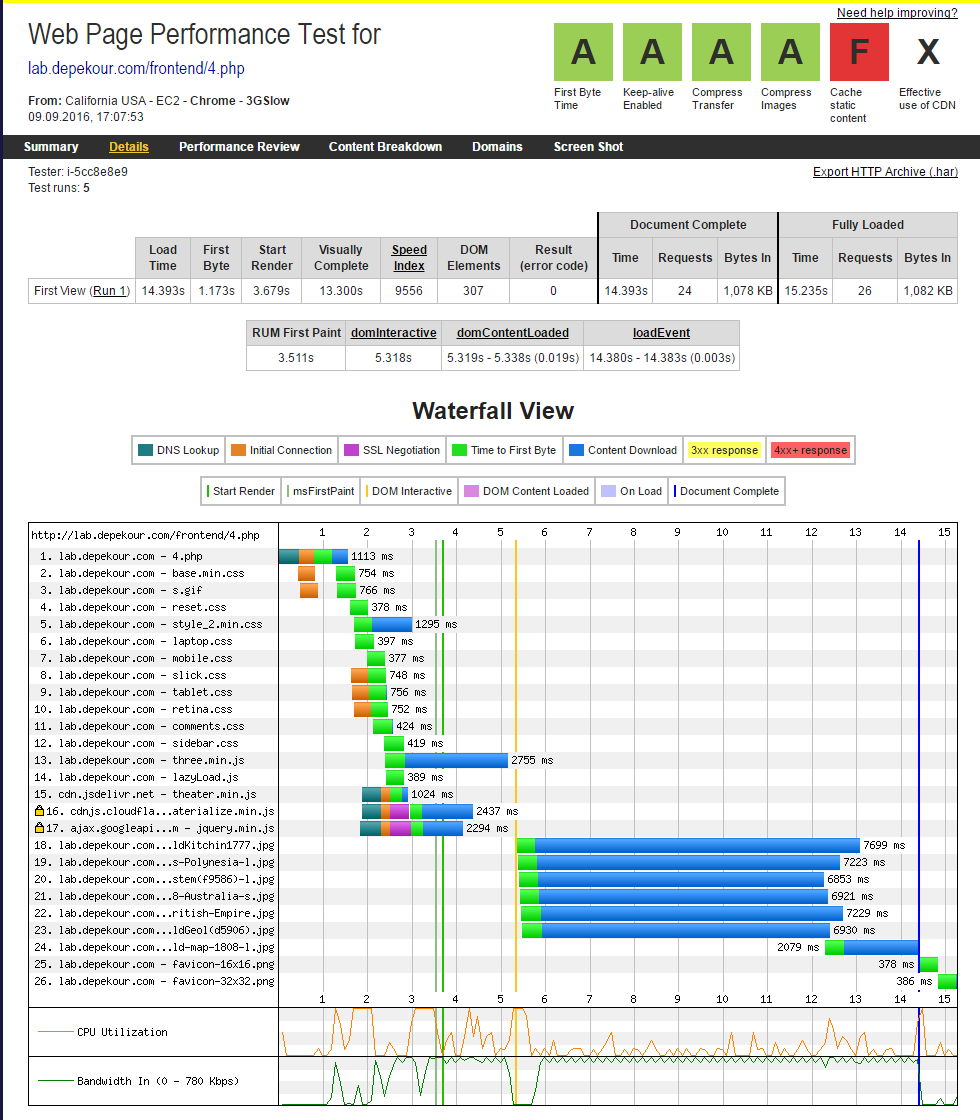 Need help improving?
Web Page Performance Test for
lab.depekour.com/frontend/4.php
From: California USA - EC2 - Chrome - 3GSlow
09.09.2016, 17:07:53
A A A A F X
First Byte Time
Keep-alive Enabled
Compress Transfer
Compress Images
Cache static content
Effective use of CDN
Summary Details Performance Review Content Breakdown Domains Screen Shot
Tester: i-5cc8e8e9
Export HTTP Archive (.har)
Test runs: 5
Document Complete Fully Loaded
Load Time First Byte Start Render Visually Complete Speed Index DOM Elements Result (error code) Time Requests Bytes In Time Requests Bytes In
First View (Run 1) 14.393s 1.173s 3.679s 13.300s 9556 307 0 14.393s 24 1,078 KB 15.235s 26 1,082 KB
RUM First Paint domInteractive domContentLoaded loadEvent
3.511s 5.318s 5.319s - 5.338s (0.019s) 14.380s - 14.383s (0.003s)
Waterfall View
DNS Lookup Initial Connection SSL Negotiation Time to First Byte Content Download 3xx response 4xx+ response
Start Render msFirstPaint DOM Interactive DOM Content Loaded On Load Document Complete
http://lab.depekour.com/frontend/4.php 1 2 3 4 5 6 7 8 9 10 11 12 13 14 15
1. lab.depekour.com - 4.php 1113 ms
2. lab.depekour.com - base.min.css 754 ms
3. lab.depekour.com - s.gif 766 ms
4. lab.depekour.com - reset.css 378 ms
5. lab.depekour.com - style_2.min.css 1295 ms
6. lab.depekour.com - laptop.css 397 ms
7. lab.depekour.com - mobile.css 377 ms
8. lab.depekour.com - slick.css 748 ms
9. lab.depekour.com - tablet.css 756 ms
10. lab.depekour.com - retina.css 752 ms
11. lab.depekour.com - comments.css 424 ms
12. lab.depekour.com - sidebar.css 419 ms
13. lab.depekour.com - three.min.js 2755 ms
14. lab.depekour.com - lazyLoad.js 389 ms
15. cdn.jsdelivr.net - theater.min.js 1024 ms
16. cdnjs.cloudfla...aterialize.min.js 2437 ms
17. ajax.googleapi...m - jquery.min.js 2294 ms
18. lab.depekour.com...ldKitchin1777.jpg 7699 ms
19. lab.depekour.com...s-Polynesia-l.jpg 7223 ms
20. lab.depekour.com...stem(f9586)-l.jpg 6853 ms
21. lab.depekour.com...8-Australia-s.jpg 6921 ms
22. lab.depekour.com...ritish-Empire.jpg 7229 ms
23. lab.depekour.com...ldGeol(d5906).jpg 6930 ms
24. lab.depekour.com...ld-map-1808-l.jpg 2079 ms
25. lab.depekour.com - favicon-16x16.png 378 ms
26. lab.depekour.com - favicon-32x32.png 386 ms
1 2 3 4 5 6 7 8 9 10 11 12 13 14 15
CPU Utilization
Bandwidth In (0 - 780 Kbps)